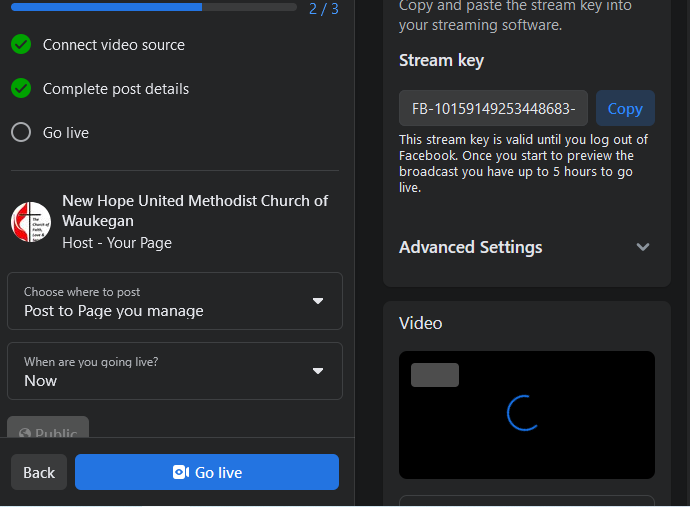 2 / 3
Connect video source
Complete post details
Go live
New Hope United Methodist Church of
Waukegan
Host - Your Page
Choose where to post
Post to Page you manage
When are you going live?
Now
Public
Back
Go live
Copy and paste the stream key into
your streaming software.
Stream key
FB-10159149253448683-
Copy
This stream key is valid until you log out of
Facebook. Once you start to preview the
broadcast you have up to 5 hours to go
live.
Advanced Settings
Video